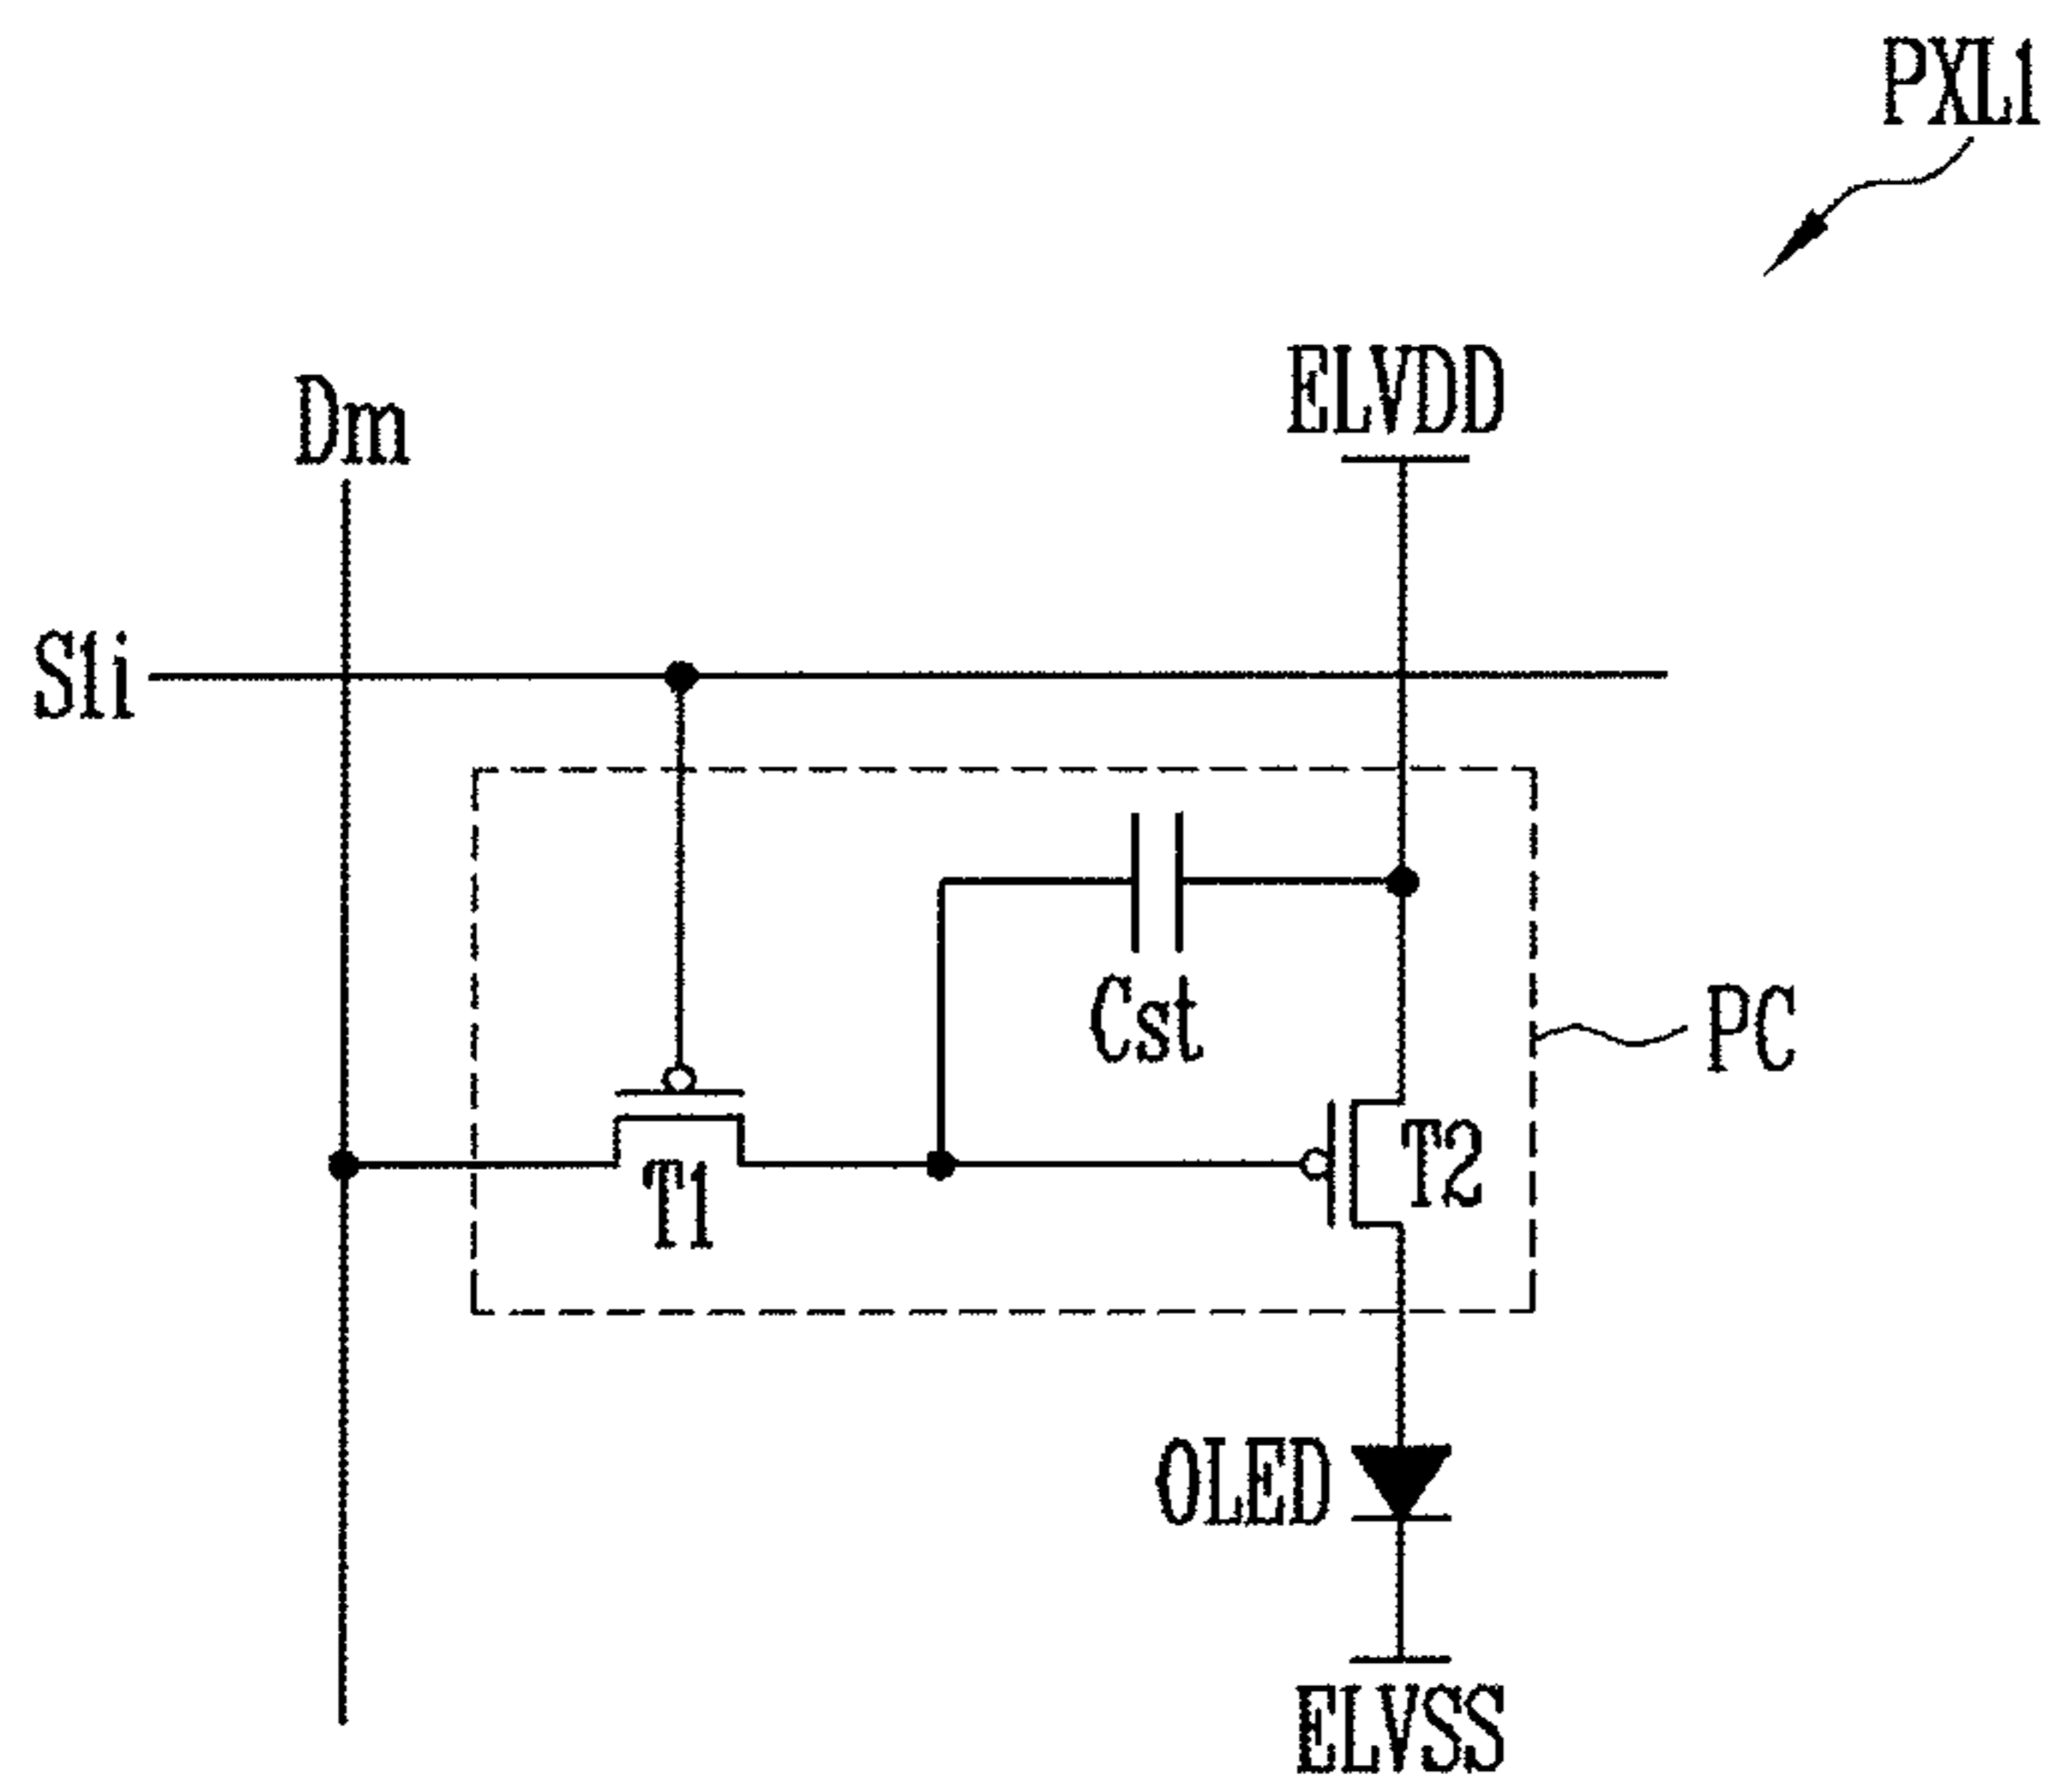 PXL1
ELVDD
Dm
S1i
Cst
PC
T2
T1
OLED
ELVSS